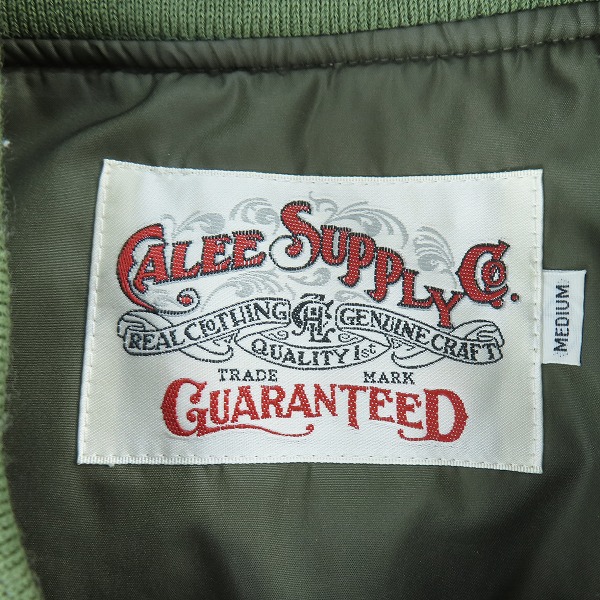 CALEE SUPPLY Co.
REAL CLOTHING GENUINE CRAFT
QUALITY 1st
TRADE MARK
GUARANTEED
MEDIUM